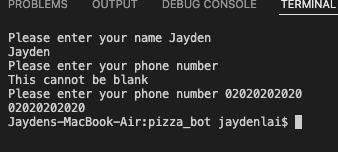 PROBLEMS OUTPUT DEBUG CONSOLE TERMINAL
Please enter your name Jayden
Jayden
Please enter your phone number
This cannot be blank
Please enter your phone number 02020202020
02020202020
Jaydens-MacBook-Air:pizza_bot jaydenlai$